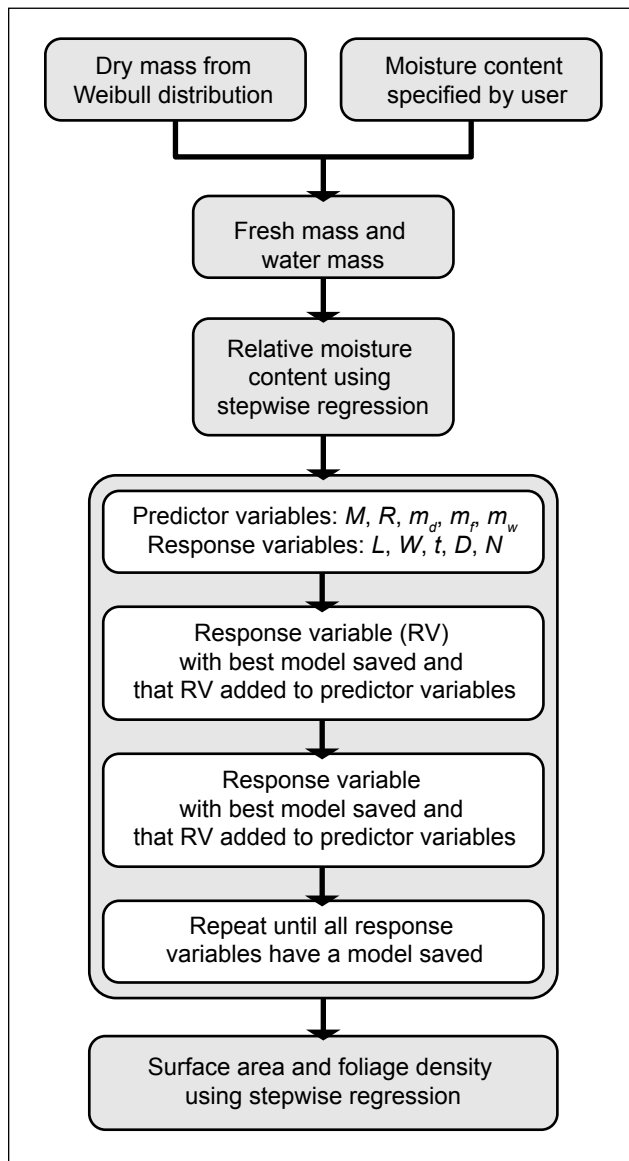 Dry mass from
Weibull distribution
Moisture content
specified by user
Fresh mass and
water mass
Relative moisture
content using
stepwise regression
Predictor variables: M, R, m_d, m_f, m_w
Response variables: L, W, t, D, N
Response variable (RV)
with best model saved and
that RV added to predictor variables
Response variable
with best model saved and
that RV added to predictor variables
Repeat until all response
variables have a model saved
Surface area and foliage density
using stepwise regression